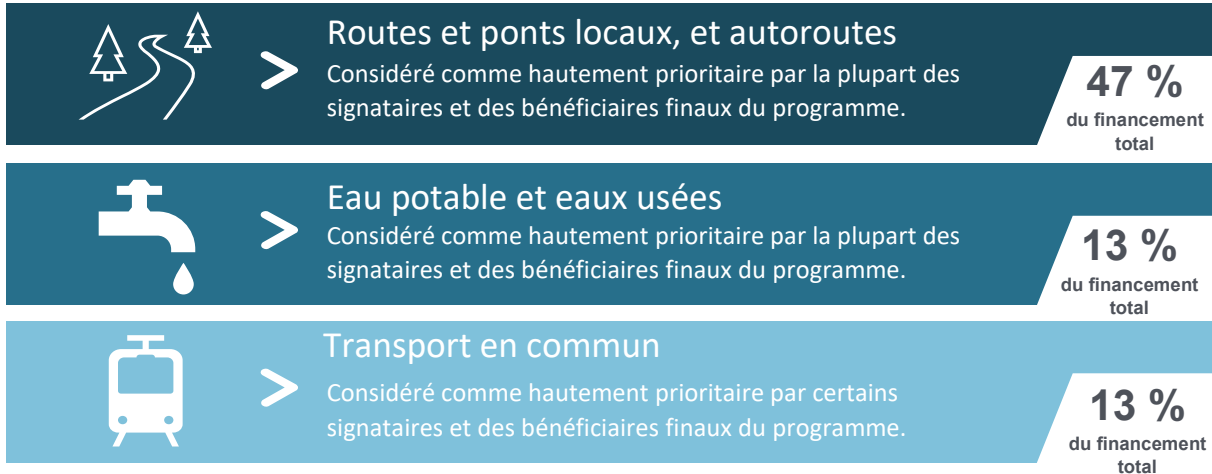 Routes et ponts locaux, et autoroutes
Considéré comme hautement prioritaire par la plupart des
signataires et des bénéficiaires finaux du programme.
47 %
du financement
total
Eau potable et eaux usées
Considéré comme hautement prioritaire par la plupart des
signataires et des bénéficiaires finaux du programme.
13 %
du financement
total
Transport en commun
Considéré comme hautement prioritaire par certains
signataires et des bénéficiaires finaux du programme.
13 %
du financement
total